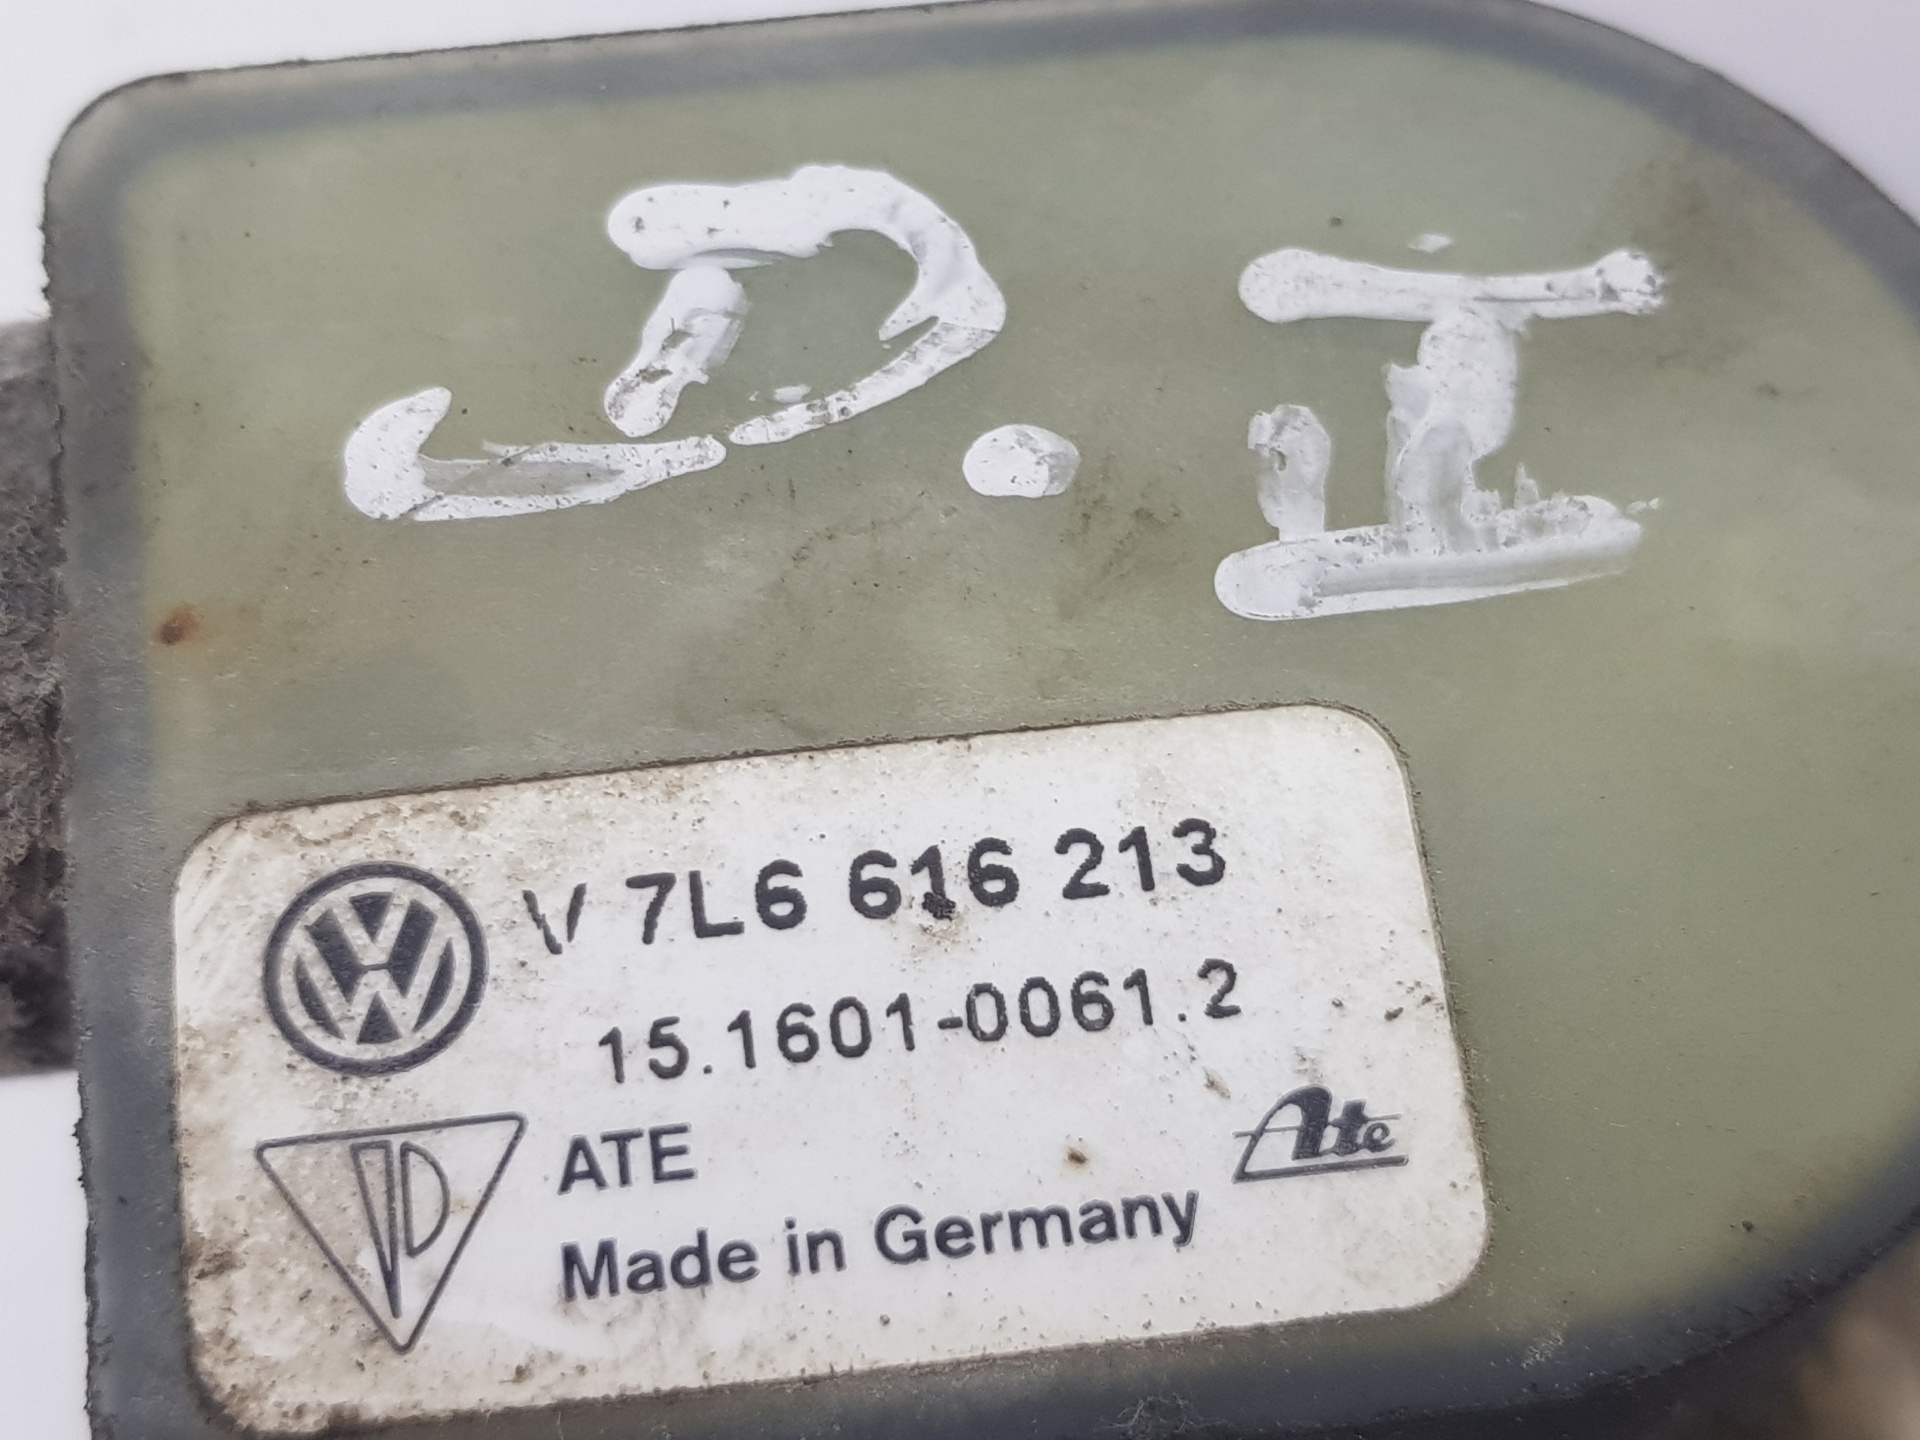 D.I
V 7L6 616 213
15.1601-0061.2
ATE
Ate
Made in Germany